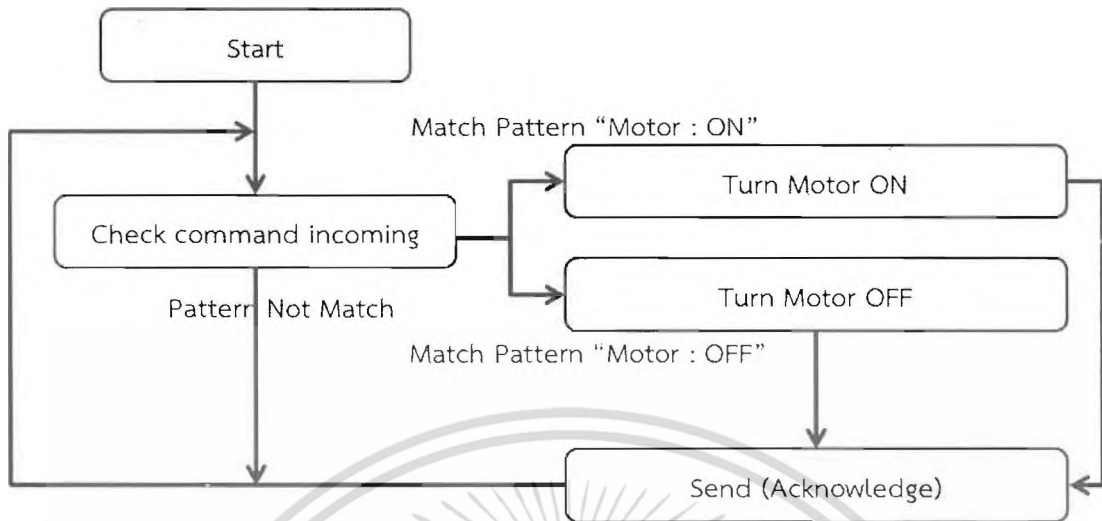 Start
Match Pattern “Motor : ON”
Turn Motor ON
Check command incoming
Turn Motor OFF
Pattern Not Match
Match Pattern “Motor : OFF”
Send (Acknowledge)